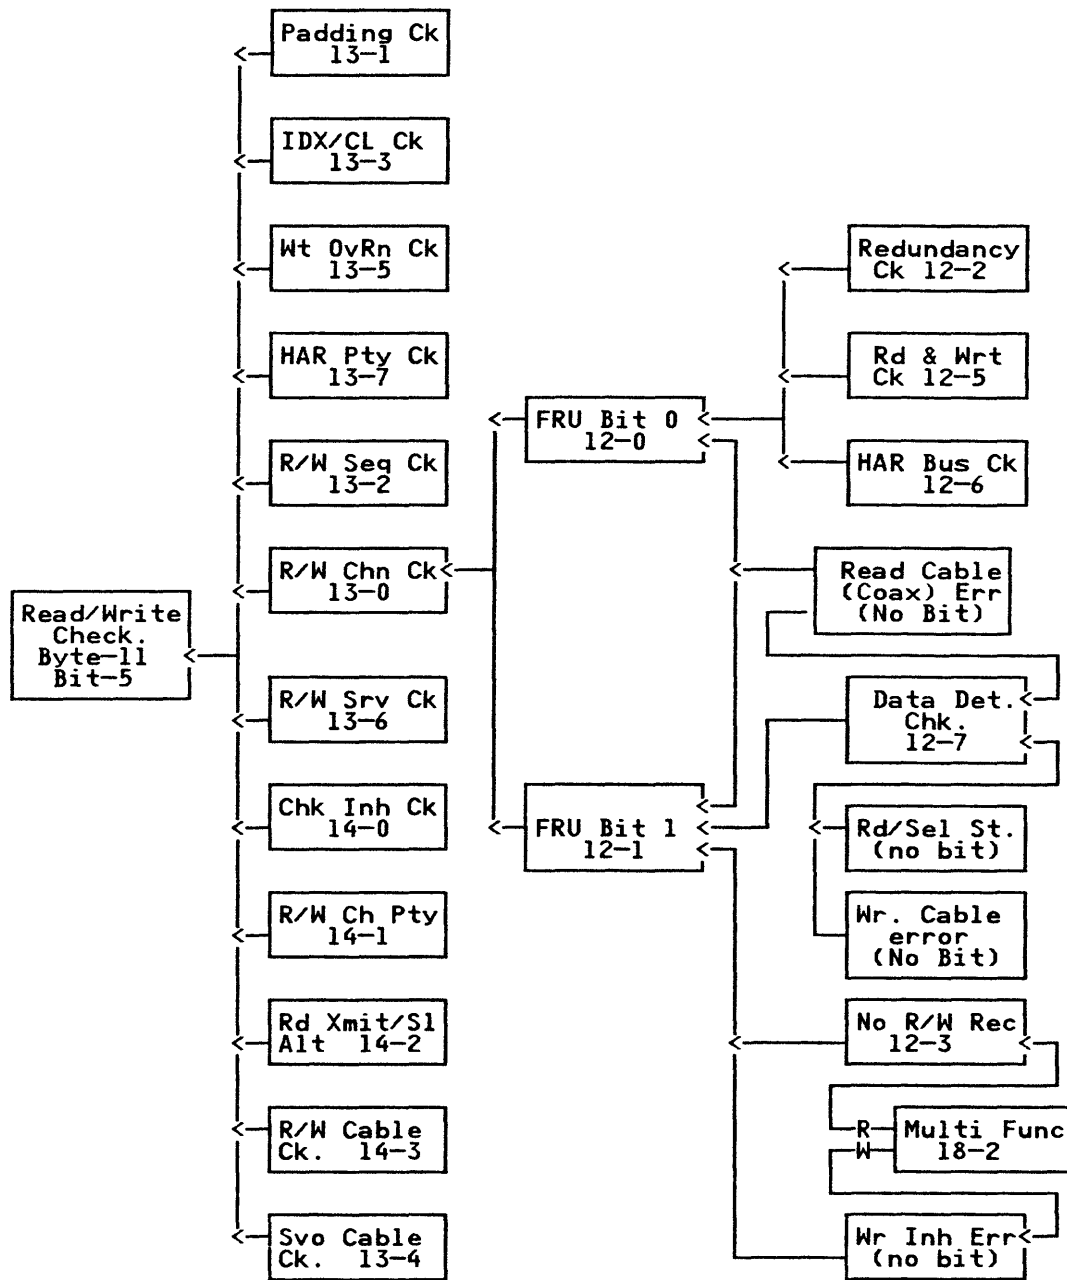 Padding Ck
13-1
IDX/CL Ck
13-3
Wt OvRn Ck
13-5
HAR Pty Ck
13-7
R/W Seq Ck
13-2
R/W Chn Ck
13-0
Read/Write
Check.
Byte-11
Bit-5
R/W Srv Ck
13-6
Chk Inh Ck
14-0
R/W Ch Pty
14-1
Rd Xmit/Sl
Alt 14-2
R/W Cable
Ck. 14-3
Svo Cable
Ck. 13-4
FRU Bit 0
12-0
FRU Bit 1
12-1
Redundancy
Ck 12-2
Rd & Wrt
Ck 12-5
HAR Bus Ck
12-6
Read Cable
(Coax) Err
(No Bit)
Data Det.
Chk.
12-7
Rd/Sel St.
(no bit)
Wr. Cable
error
(No Bit)
No R/W Rec
12-3
R
W
Multi Func
18-2
Wr Inh Err
(no bit)